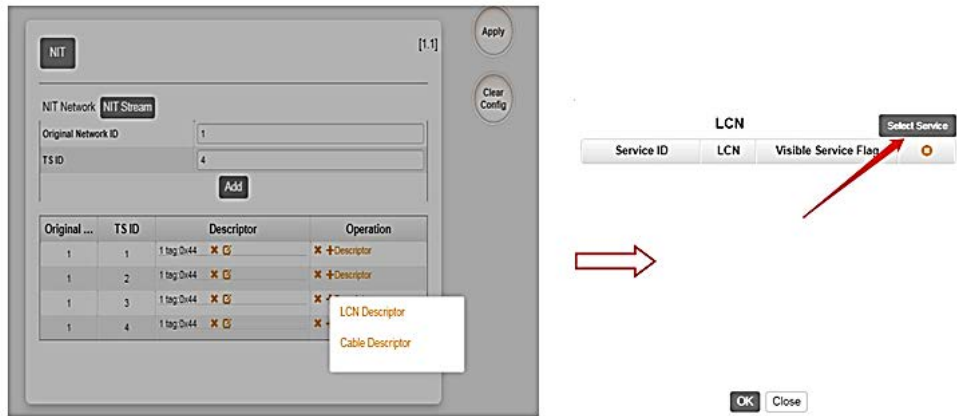 NIT
[1.1]
Apply
Clear
Config
NIT Network NIT Stream
Original Network ID 1
TS ID 4
Add
Original ... TS ID Descriptor Operation
1 1 1 tag:0x44 Descriptor
1 2 1 tag:0x44 Descriptor
1 3 1 tag:0x44
1 4 1 tag:0x44
LCN Descriptor
Cable Descriptor
LCN
Select Service
Service ID LCN Visible Service Flag
OK Close